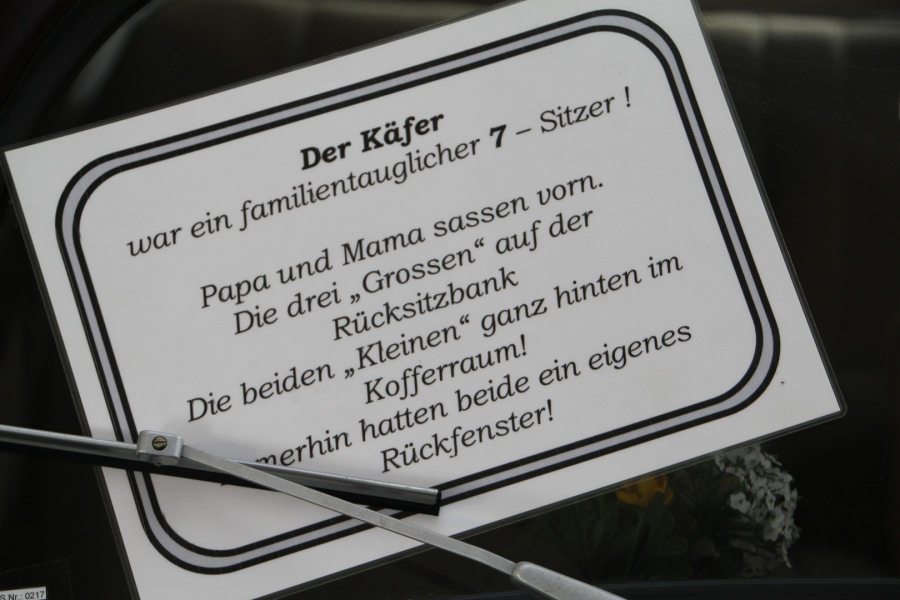 Der Käfer
war ein familientauglicher 7 – Sitzer !
Papa und Mama sassen vorn.
Die drei „Grossen“ auf der
Rücksitzbank
Die beiden „Kleinen“ ganz hinten im
Kofferraum!
merhin hatten beide ein eigenes
Rückfenster!
S Nr.: 0217